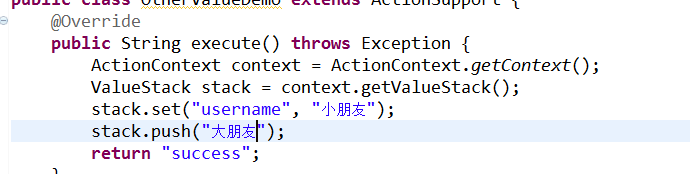 public class OtherValueDemo extends ActionSupport {
@Override
public String execute() throws Exception {
ActionContext context = ActionContext.getContext();
ValueStack stack = context.getValueStack();
stack.set("username", "小朋友");
stack.push("大朋友");
return "success";
}